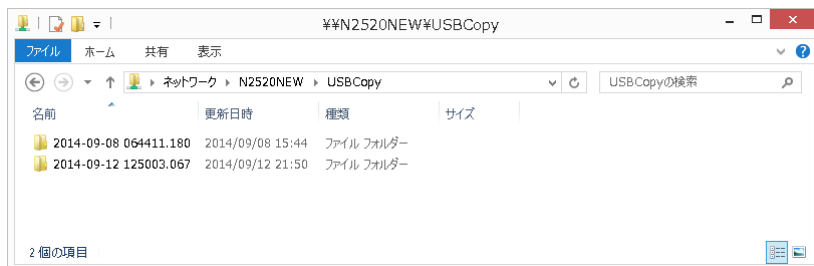 ¥¥N2520NEW¥USBCopy
ファイル ホーム 共有 表示
ネットワーク N2520NEW USBCopy USBCopyの検索
名前 更新日時 種類 サイズ
2014-09-08 064411.180 2014/09/08 15:44 ファイル フォルダー
2014-09-12 125003.067 2014/09/12 21:50 ファイル フォルダー
2 個の項目